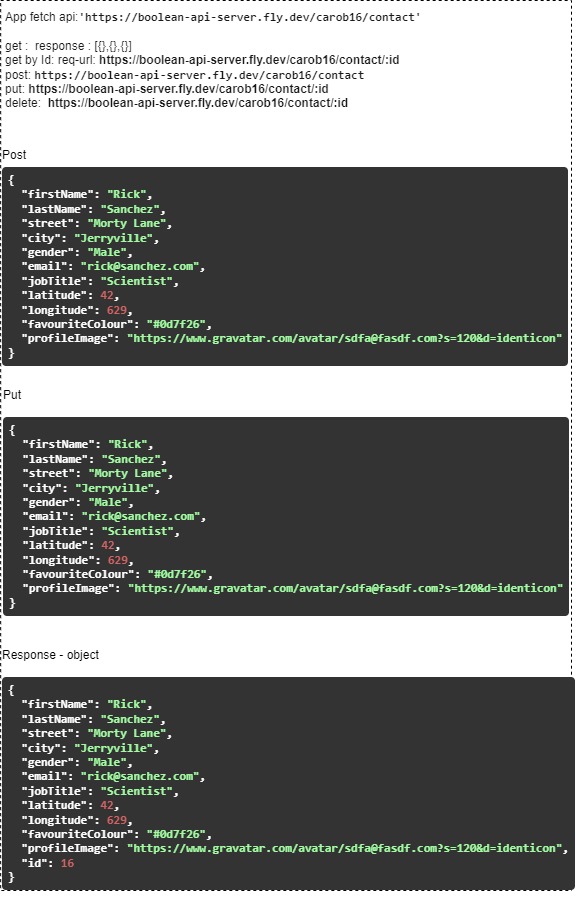 App fetch api:'https://boolean-api-server.fly.dev/carob16/contact'
get : response : [{},{},{}]
get by Id: req-url: https://boolean-api-server.fly.dev/carob16/contact/:id
post: https://boolean-api-server.fly.dev/carob16/contact
put: https://boolean-api-server.fly.dev/carob16/contact/:id
delete: https://boolean-api-server.fly.dev/carob16/contact/:id
Post
{
"firstName": "Rick",
"lastName": "Sanchez",
"street": "Morty Lane",
"city": "Jerryville",
"gender": "Male",
"email": "rick@sanchez.com",
"jobTitle": "Scientist",
"latitude": 42,
"longitude": 629,
"favouriteColour": "#0d7f26",
"profileImage": "https://www.gravatar.com/avatar/sdfa@fasdf.com?s=120&d=identicon"
}
Put
{
"firstName": "Rick",
"lastName": "Sanchez",
"street": "Morty Lane",
"city": "Jerryville",
"gender": "Male",
"email": "rick@sanchez.com",
"jobTitle": "Scientist",
"latitude": 42,
"longitude": 629,
"favouriteColour": "#0d7f26",
"profileImage": "https://www.gravatar.com/avatar/sdfa@fasdf.com?s=120&d=identicon"
}
Response - object
{
"firstName": "Rick",
"lastName": "Sanchez",
"street": "Morty Lane",
"city": "Jerryville",
"gender": "Male",
"email": "rick@sanchez.com",
"jobTitle": "Scientist",
"latitude": 42,
"longitude": 629,
"favouriteColour": "#0d7f26",
"profileImage": "https://www.gravatar.com/avatar/sdfa@fasdf.com?s=120&d=identicon",
"id": 16
}